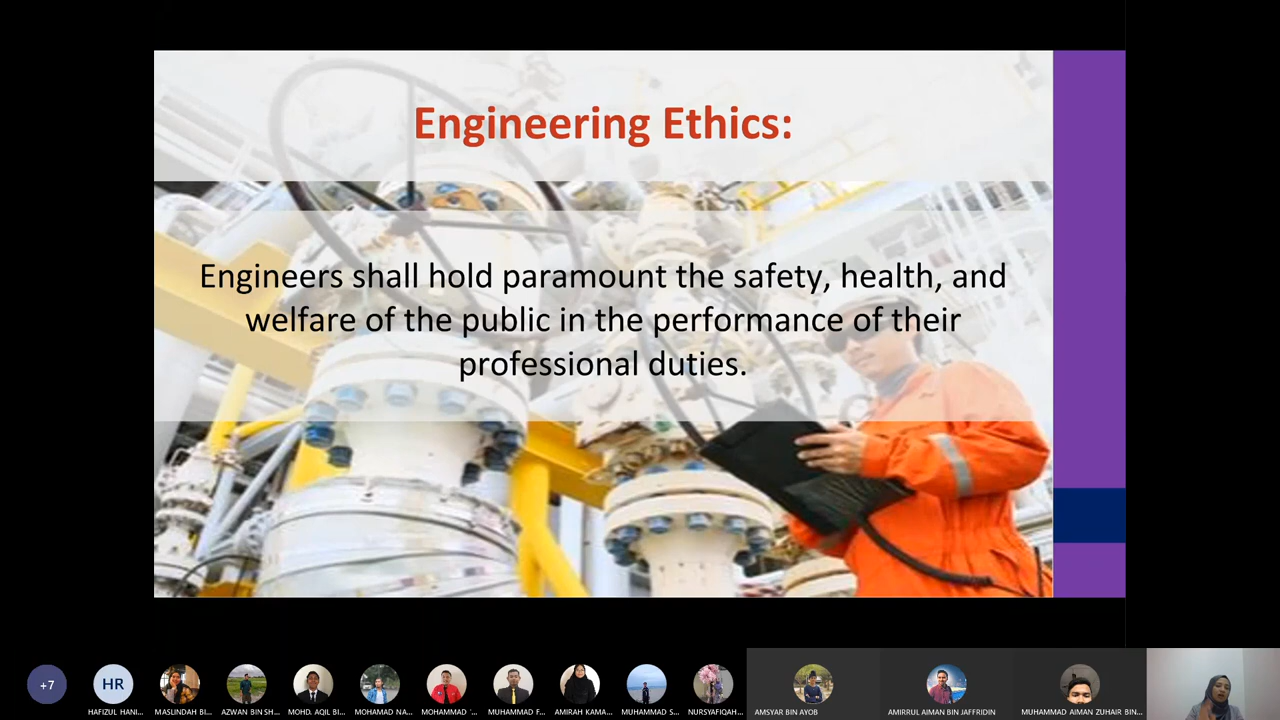 Engineering Ethics:
Engineers shall hold paramount the safety, health, and
welfare of the public in the performance of their
professional duties.
+7
HR
HAFIZUL HANI...
MASLINDAH BI...
AZWAN BIN SH...
MOHD. AQIL BI...
MOHAMAD NA...
MOHAMMAD `...
MUHAMMAD F...
AMIRAH KAMA...
MUHAMMAD S...
NURSYAFIQAH...
AMSYAR BIN AYOB
AMIRRUL AIMAN BIN JAFFRIDIN
MUHAMMAD AIMAN ZUHAIR BIN...